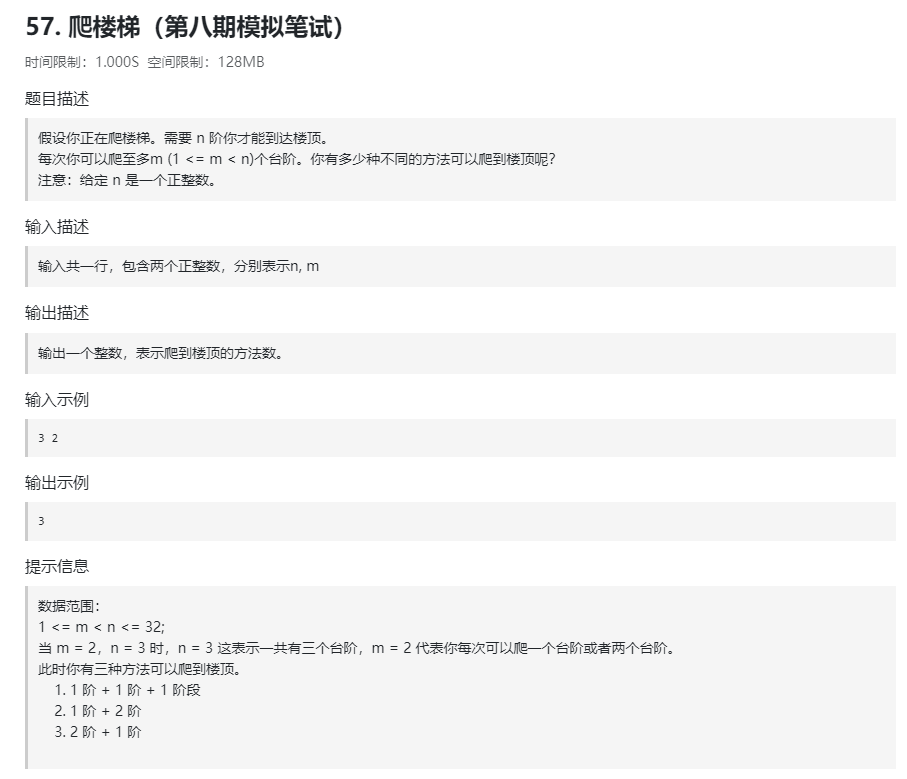 57. 爬楼梯（第八期模拟笔试）
时间限制：1.000S 空间限制：128MB
题目描述
假设你正在爬楼梯。需要 n 阶你才能到达楼顶。
每次你可以爬至多m (1 <= m < n)个台阶。你有多少种不同的方法可以爬到楼顶呢？
注意：给定 n 是一个正整数。
输入描述
输入共一行，包含两个正整数，分别表示n, m
输出描述
输出一个整数，表示爬到楼顶的方法数。
输入示例
3 2
输出示例
3
提示信息
数据范围：
1 <= m < n <= 32;
当 m = 2，n = 3 时，n = 3 这表示一共有三个台阶，m = 2 代表你每次可以爬一个台阶或者两个台阶。
此时你有三种方法可以爬到楼顶。
1. 1 阶 + 1 阶 + 1 阶段
2. 1 阶 + 2 阶
3. 2 阶 + 1 阶